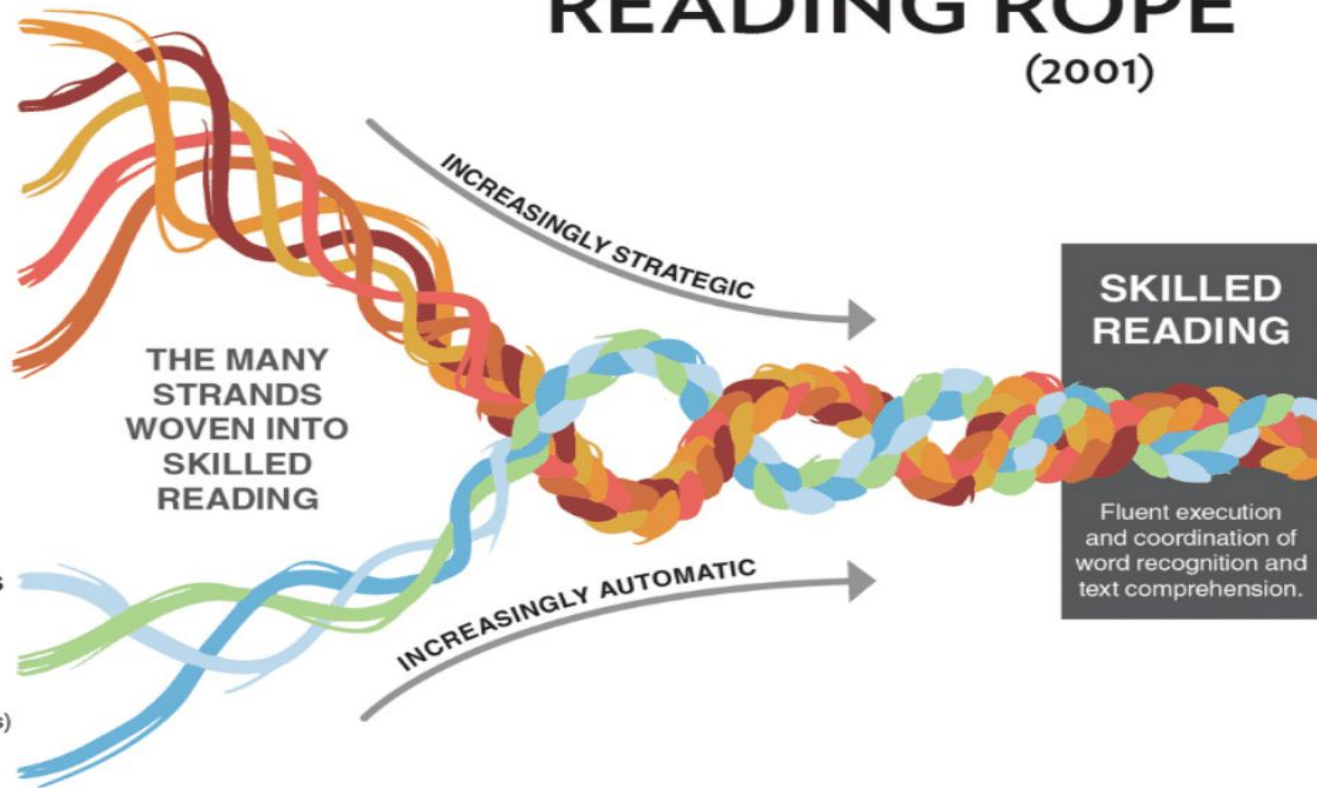 READING ROPE
(2001)
INCREASINGLY STRATEGIC
SKILLED
READING
THE MANY
STRANDS
WOVEN INTO
SKILLED
READING
Fluent execution
and coordination of
word recognition and
text comprehension.
INCREASINGLY AUTOMATIC
s
s)